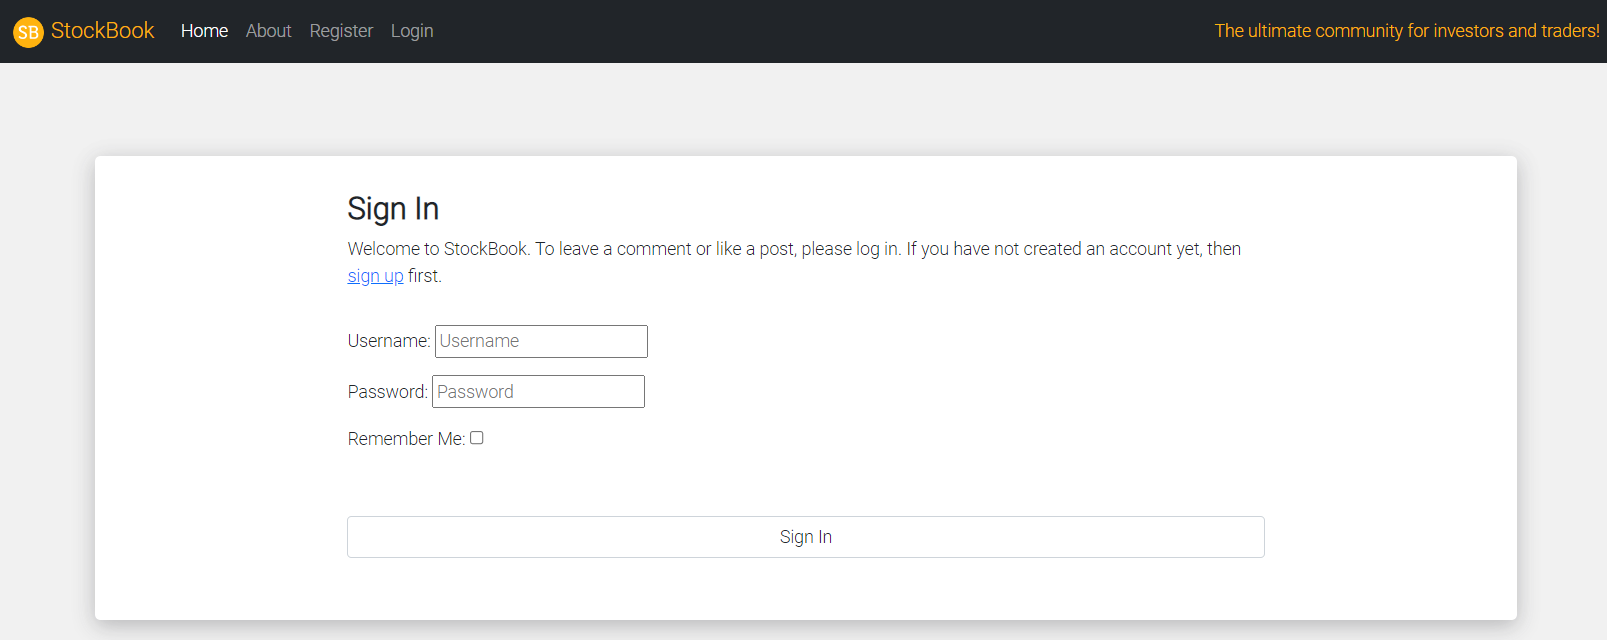 SB StockBook Home About Register Login The ultimate community for investors and traders!
Sign In
Welcome to StockBook. To leave a comment or like a post, please log in. If you have not created an account yet, then
sign up first.
Username: Username
Password: Password
Remember Me:
Sign In